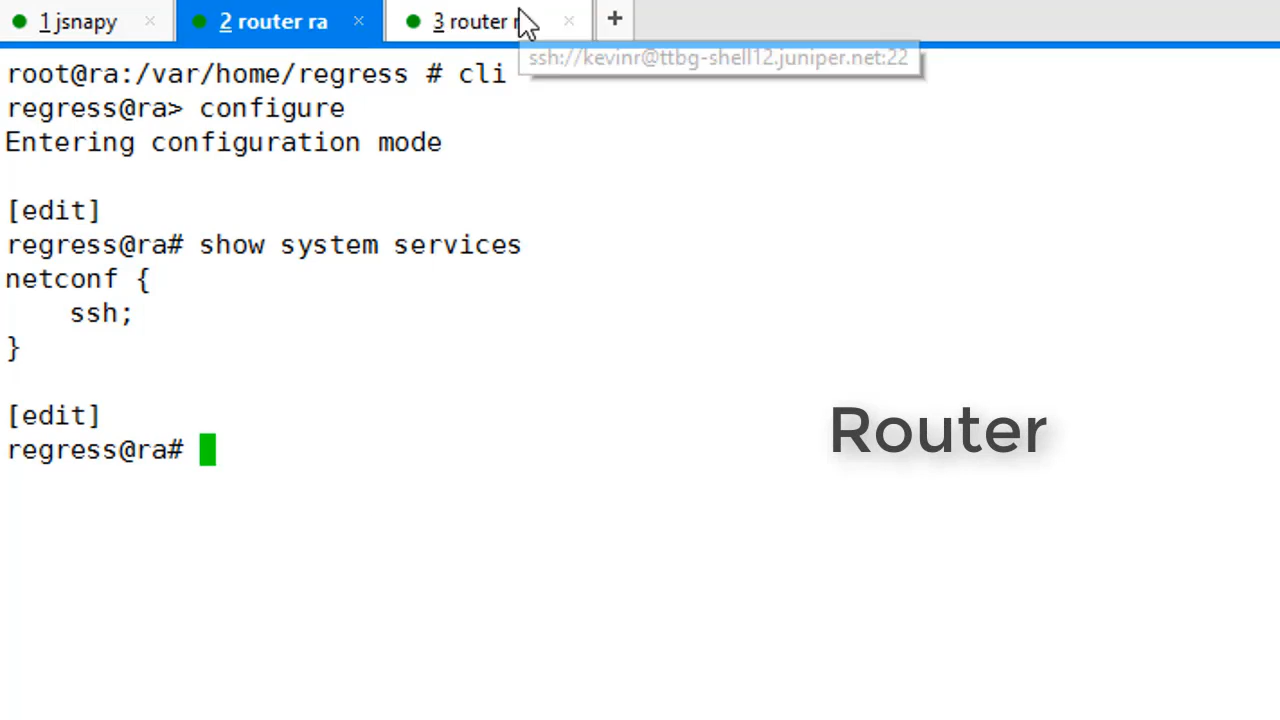 1 jsnapy × 2 router ra × 3 router × +
ssh://kevinr@ttbg-shell12.juniper.net:22
root@ra:/var/home/regress # cli
regress@ra> configure
Entering configuration mode
[edit]
regress@ra# show system services
netconf {
    ssh;
}
[edit]
regress@ra#
Router